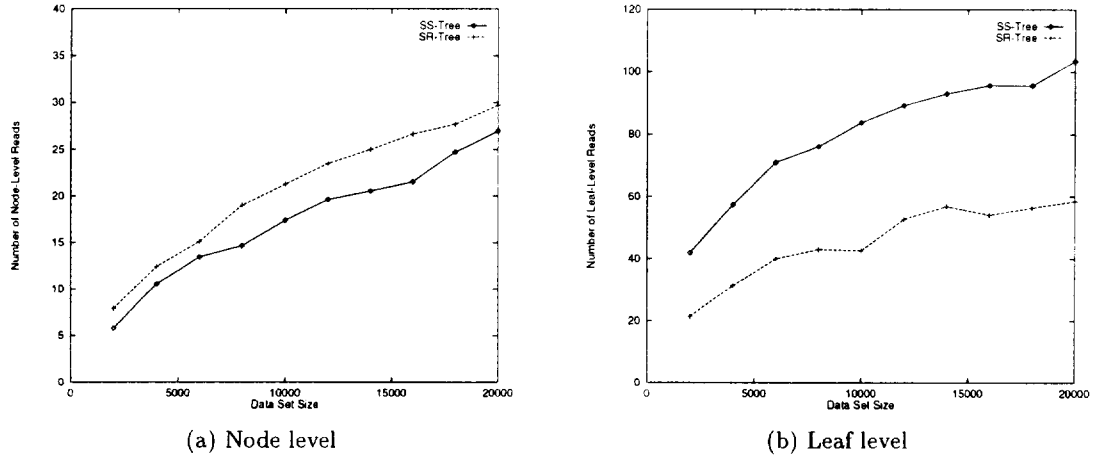 40
35
30
25
20
15
10
5
0
Number of Node-Level Reads
SS-Tree
SR-Tree
0
5000
10000
15000
20000
Data Set Size
(a) Node level
120
100
80
60
40
20
0
Number of Leaf-Level Reads
SS-Tree
SR-Tree
0
5000
10000
15000
20000
Data Set Size
(b) Leaf level